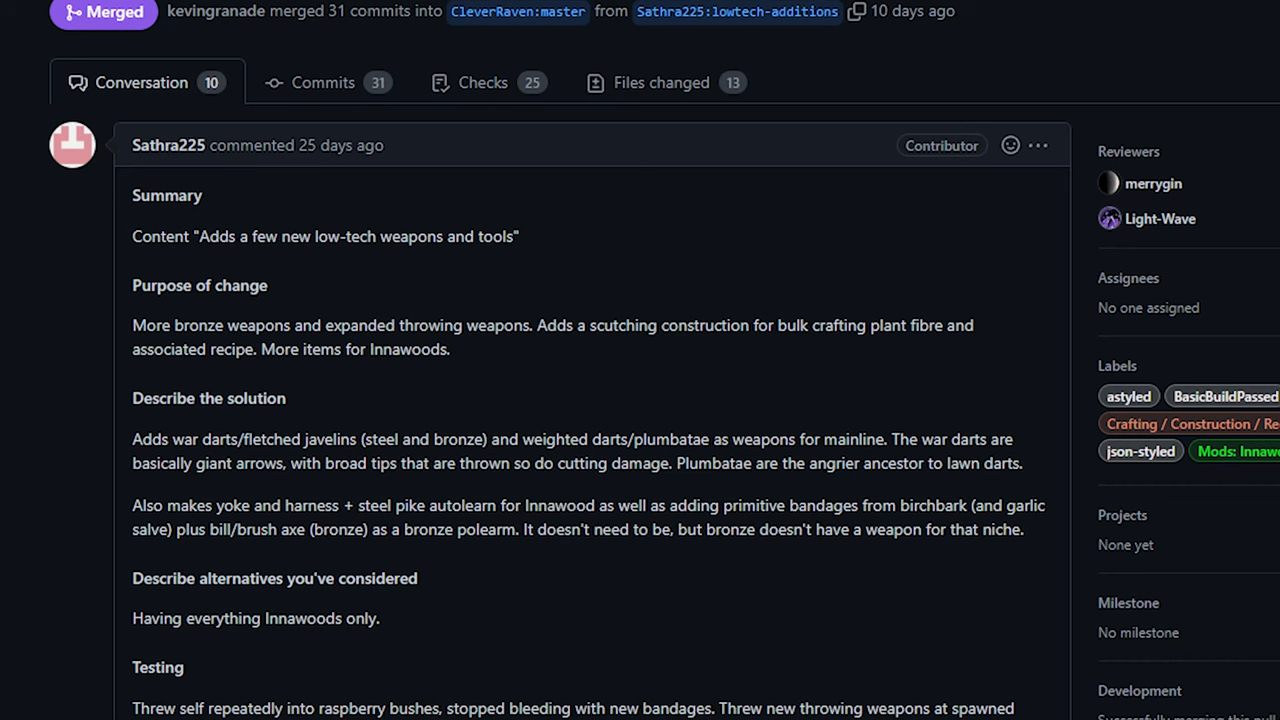 Merged kevingranade merged 31 commits into CleverRaven:master from Sathra225:lowtech-additions 10 days ago
Conversation 10 Commits 31 Checks 25 Files changed 13
Sathra225 commented 25 days ago Contributor
Summary
Content "Adds a few new low-tech weapons and tools"
Purpose of change
More bronze weapons and expanded throwing weapons. Adds a scutching construction for bulk crafting plant fibre and
associated recipe. More items for Innawoods.
Describe the solution
Adds war darts/fletched javelins (steel and bronze) and weighted darts/plumbatae as weapons for mainline. The war darts are
basically giant arrows, with broad tips that are thrown so do cutting damage. Plumbatae are the angrier ancestor to lawn darts.
Also makes yoke and harness + steel pike autolearn for Innawood as well as adding primitive bandages from birchbark (and garlic
salve) plus bill/brush axe (bronze) as a bronze polearm. It doesn't need to be, but bronze doesn't have a weapon for that niche.
Describe alternatives you've considered
Having everything Innawoods only.
Testing
Threw self repeatedly into raspberry bushes, stopped bleeding with new bandages. Threw new throwing weapons at spawned
Reviewers
merrygin
Light-Wave
Assignees
No one assigned
Labels
astyled BasicBuildPassed
Crafting / Construction / Re
json-styled Mods: Innawo
Projects
None yet
Milestone
No milestone
Development
Successfully merging this pull